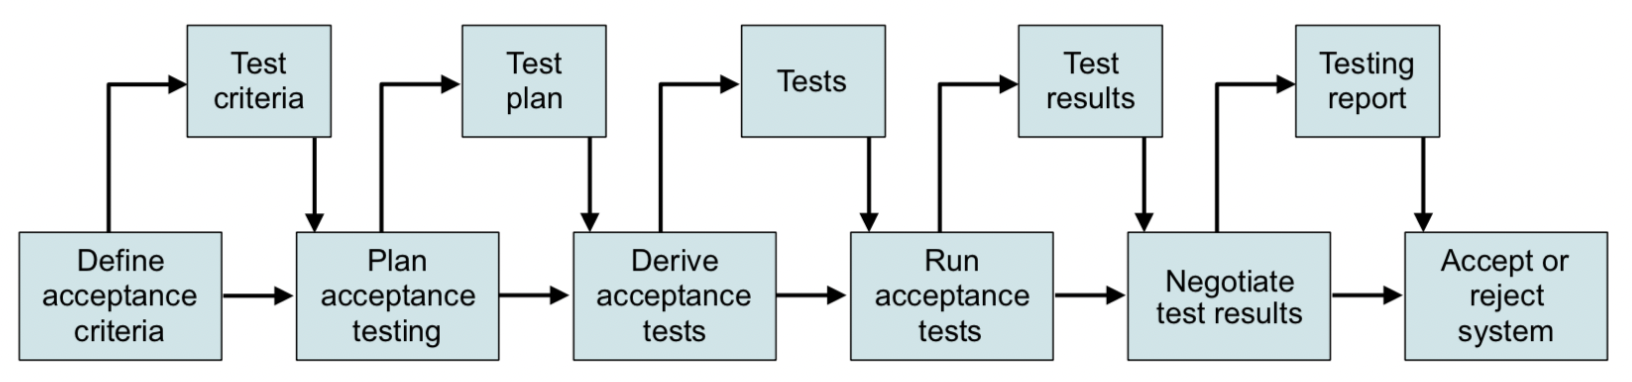 Test
criteria
Test
plan
Tests
Test
results
Testing
report
Define
acceptance
criteria
Plan
acceptance
testing
Derive
acceptance
tests
Run
acceptance
tests
Negotiate
test results
Accept or
reject
system